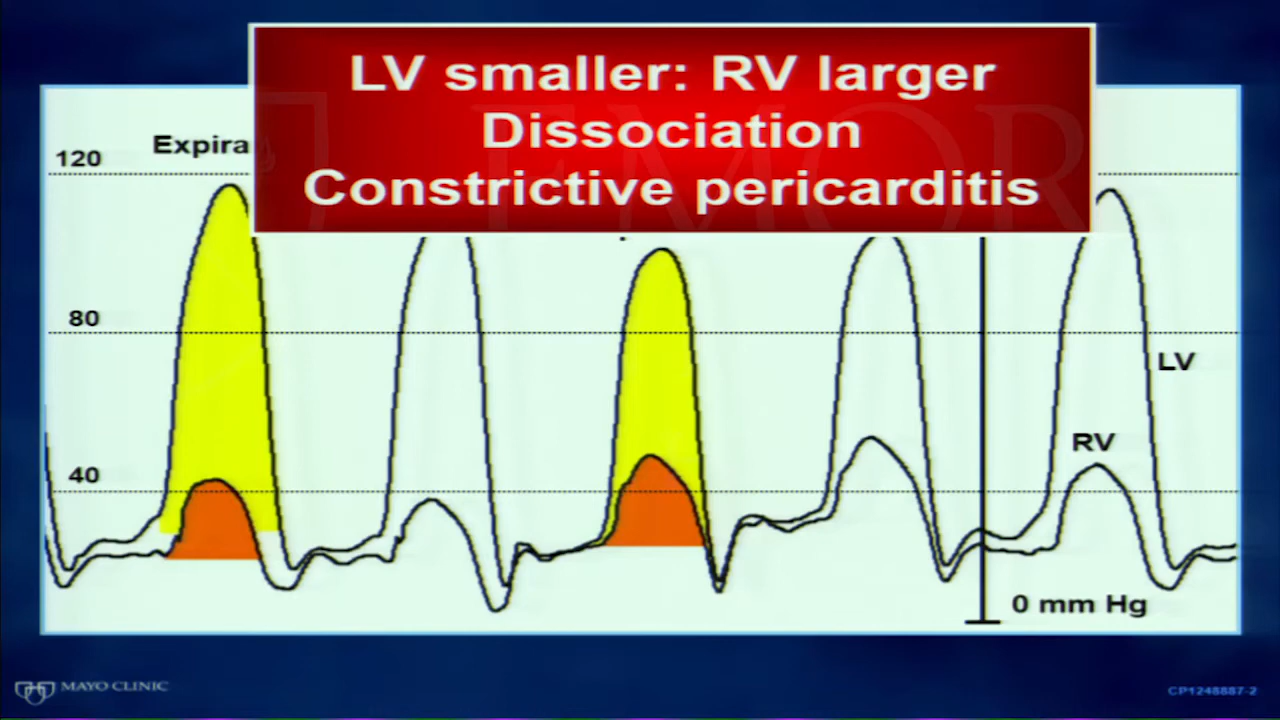 LV smaller: RV larger
Dissociation
Constrictive pericarditis
120
Expira
80
LV
RV
40
0 mm Hg
MAYO CLINIC
CP1248887-2